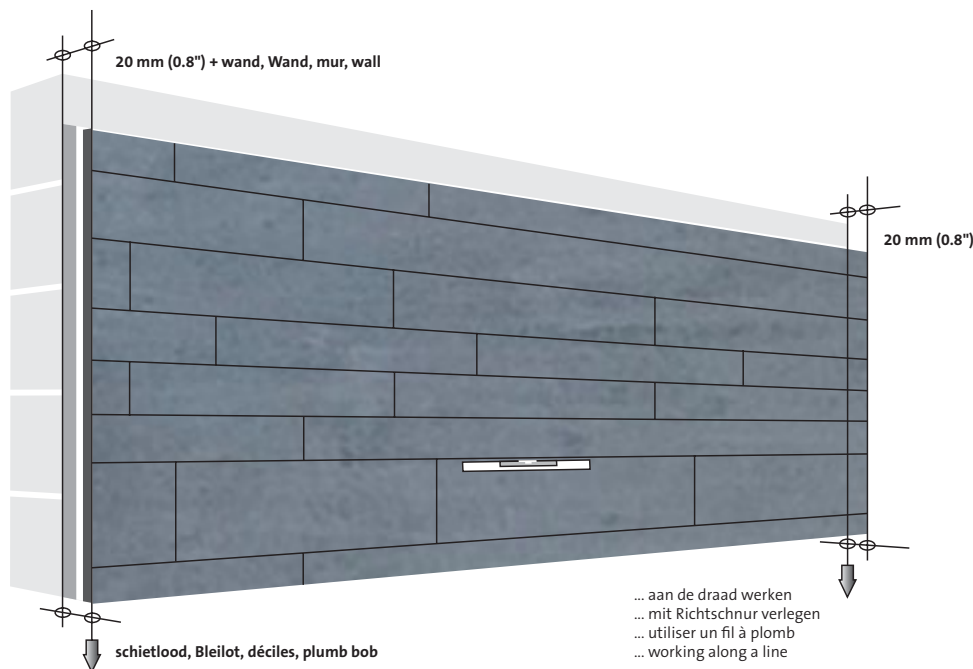 20 mm (0.8") + wand, Wand, mur, wall
20 mm (0.8")
... aan de draad werken
... mit Richtschnur verlegen
... utiliser un fil à plomb
... working along a line
schietlood, Bleilot, déciles, plumb bob